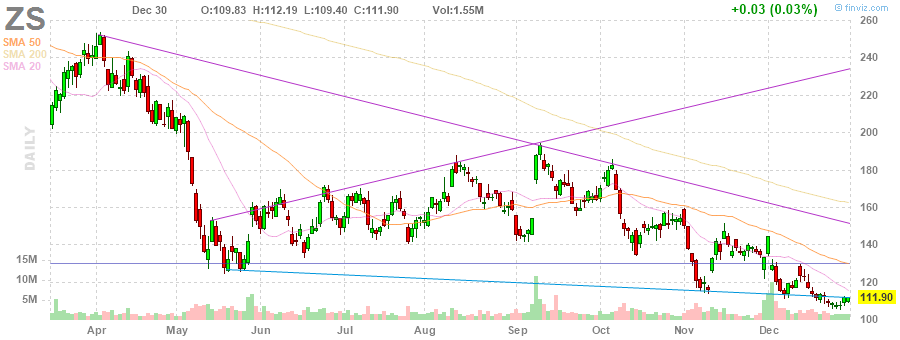 ZS Dec 30 O:109.83 H:112.19 L:109.40 C:111.90 Vol:1.55M +0.03 (0.03%) © finviz.com
SMA 50
SMA 200
SMA 20
DAILY
260
240
220
200
180
160
140
120
100
111.90
15M
10M
5M
Apr May Jun Jul Aug Sep Oct Nov Dec